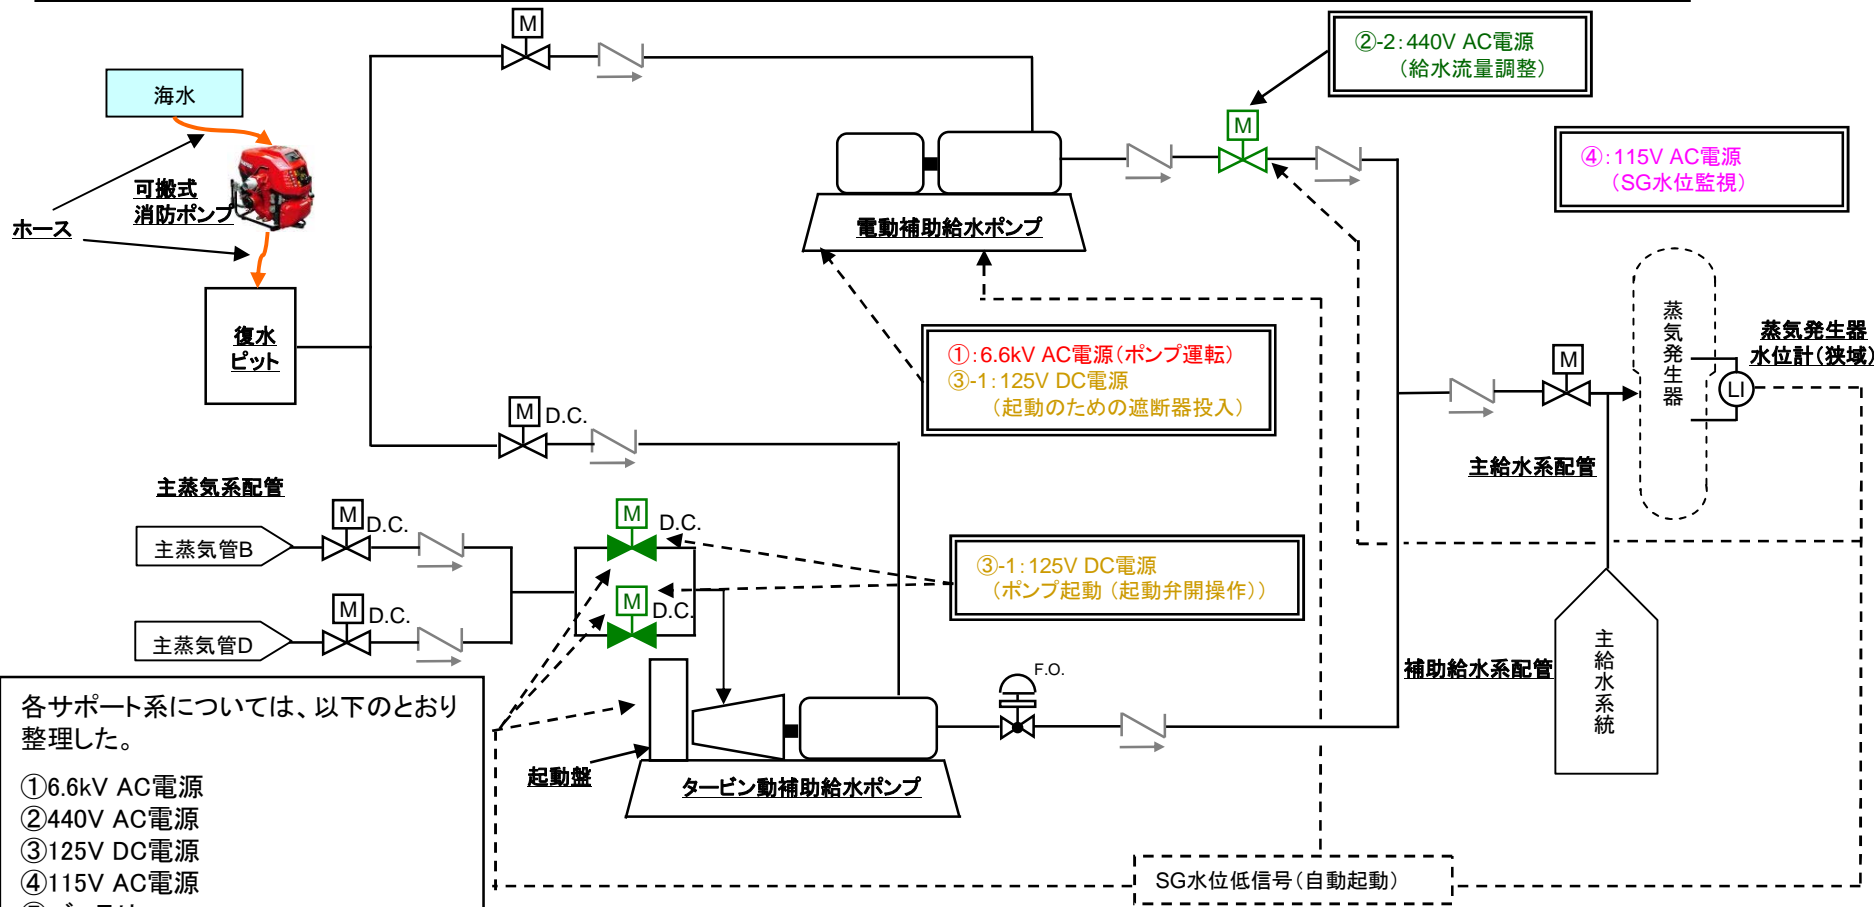 M
②-2：440V AC電源
（給水流量調整）
海水
M
④：115V AC電源
（SG水位監視）
可搬式
消防ポンプ
ホース
電動補助給水ポンプ
蒸気発生器
蒸気発生器
水位計（狭域）
復水
ピット
①：6.6kV AC電源（ポンプ運転）
③-1：125V DC電源
（起動のための遮断器投入）
M
LI
M
D.C.
主給水系配管
主蒸気系配管
M
D.C.
M
D.C.
主蒸気管B
③-1：125V DC電源
（ポンプ起動（起動弁開操作））
M
D.C.
M
D.C.
主蒸気管D
主給水系統
補助給水系配管
F.O.
各サポート系については、以下のとおり
整理した。
起動盤
タービン動補助給水ポンプ
①6.6kV AC電源
②440V AC電源
③125V DC電源
④115V AC電源
SG水位低信号（自動起動）